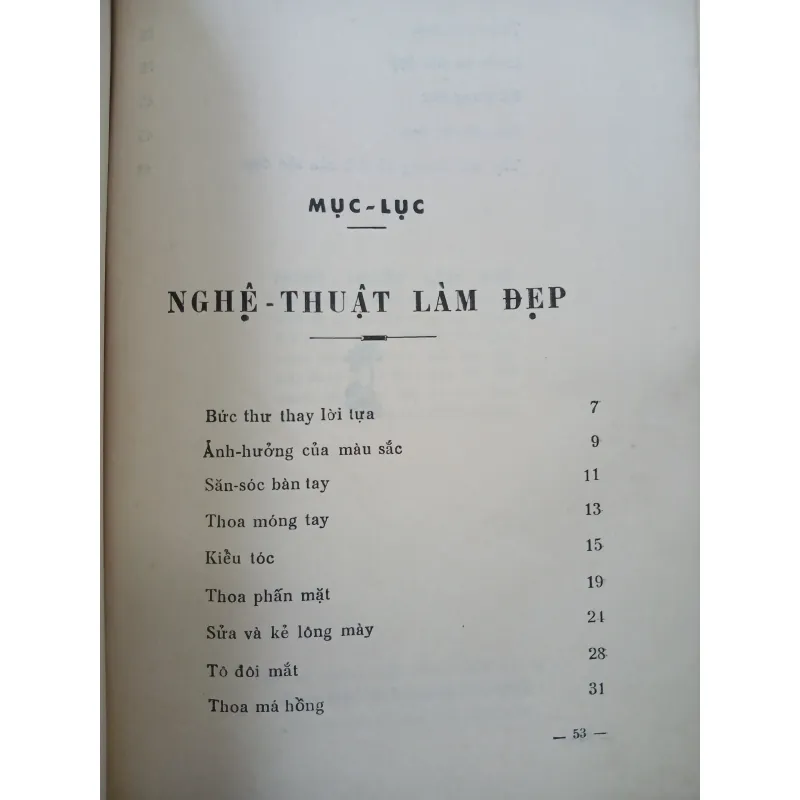 MỤC-LỤC
NGHỆ-THUẬT LÀM ĐẸP
Bức thư thay lời tựa 7
Ảnh-hưởng của màu sắc 9
Săn-sóc bàn tay 11
Thoa móng tay 13
Kiểu tóc 15
Thoa phấn mặt 19
Sửa và kẻ lông mày 24
Tô đôi mắt 28
Thoa má hồng 31
— 53 —